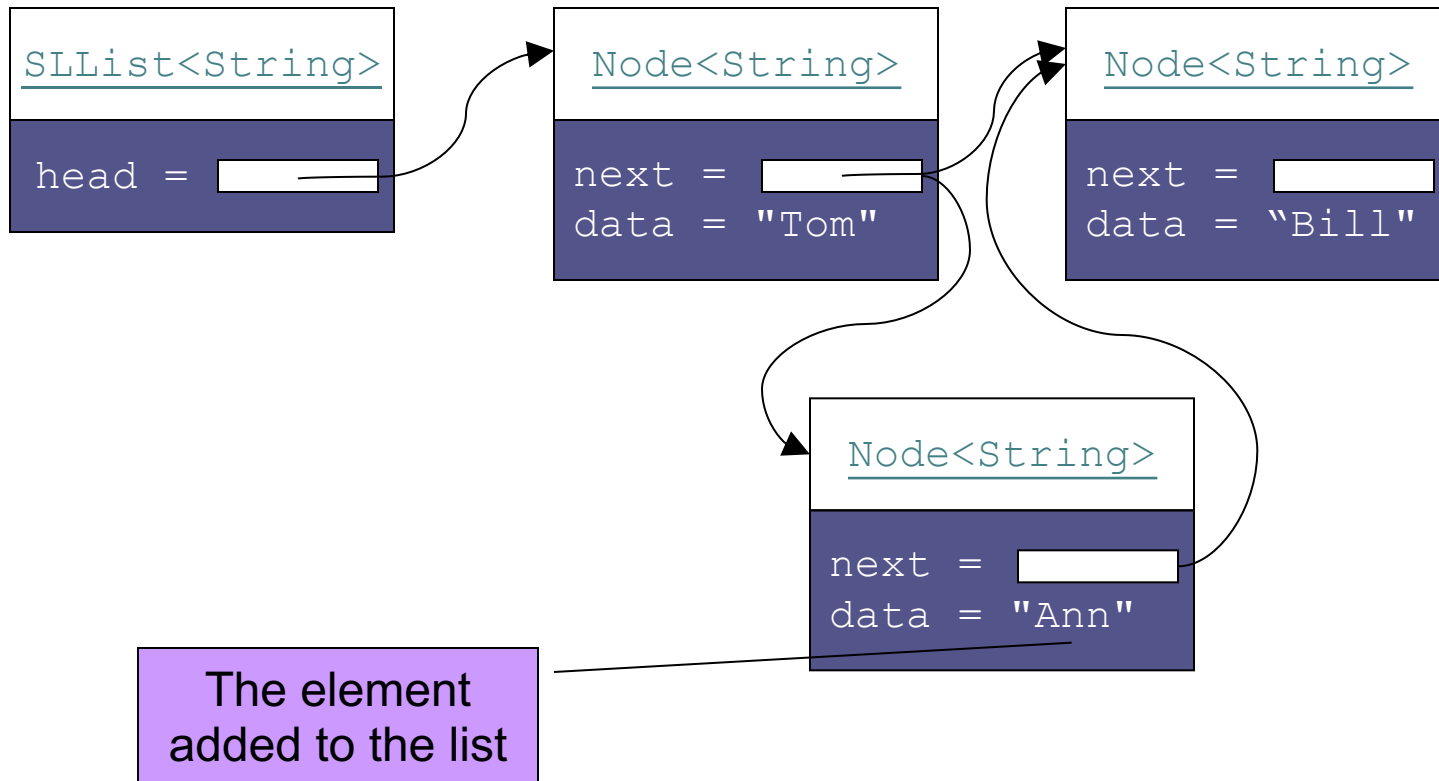 SLList<String>
head =
Node<String>
next =
data = "Tom"
Node<String>
next =
data = “Bill"
Node<String>
next =
data = "Ann"
The element
added to the list